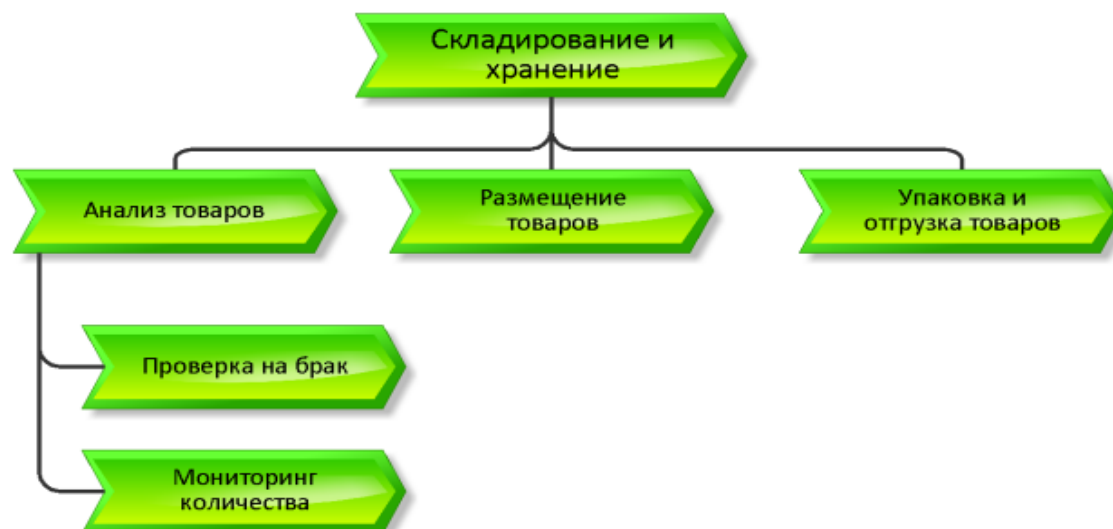 Складирование и
хранение
Анализ товаров
Размещение
товаров
Упаковка и
отгрузка товаров
Проверка на брак
Мониторинг
количества